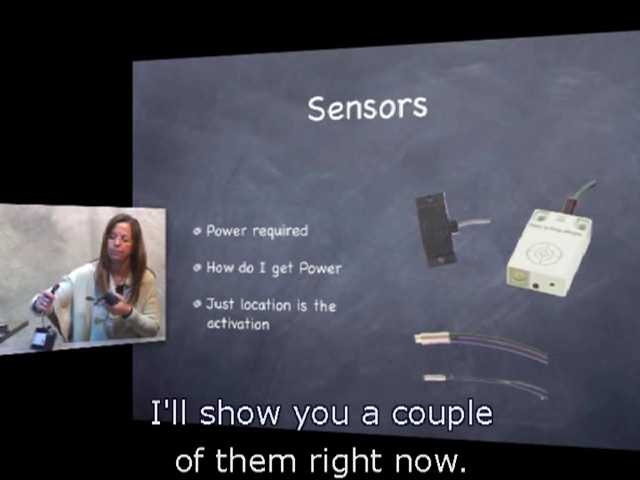 Sensors
Power required
How do I get Power
Just location is the
activation
I'll show you a couple
of them right now.